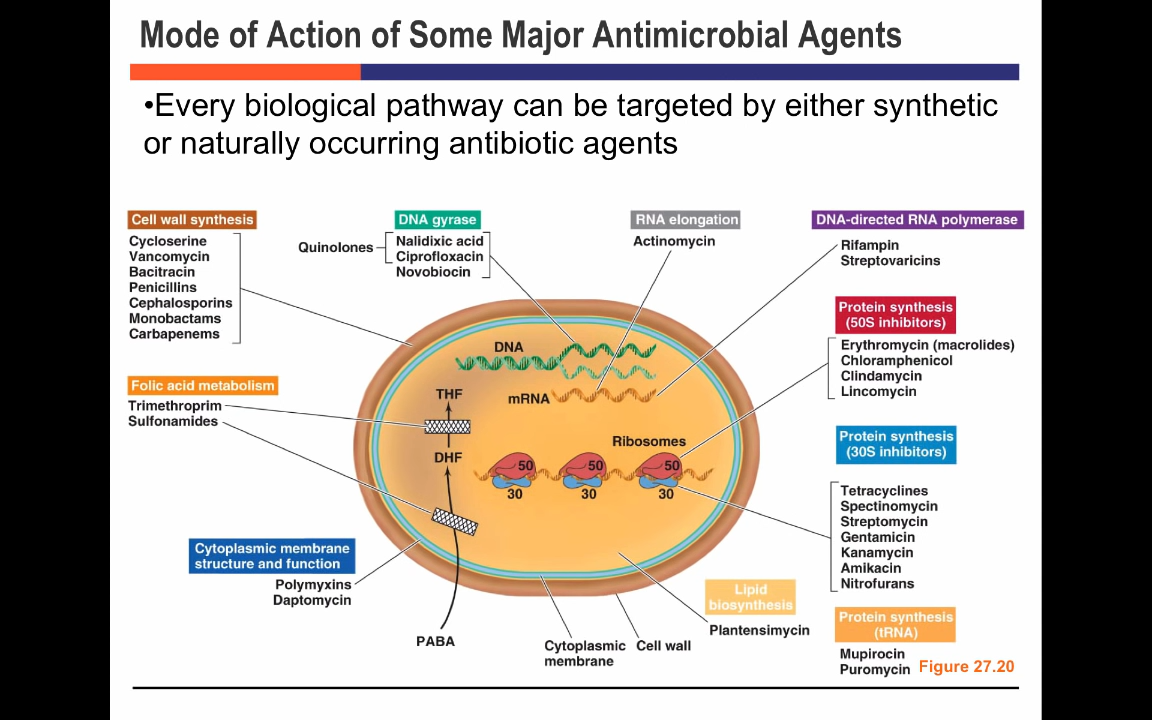 Mode of Action of Some Major Antimicrobial Agents
•Every biological pathway can be targeted by either synthetic
or naturally occurring antibiotic agents
Cell wall synthesis
Cycloserine
Vancomycin
Bacitracin
Penicillins
Cephalosporins
Monobactams
Carbapenems
DNA gyrase
Quinolones
Nalidixic acid
Ciprofloxacin
Novobiocin
RNA elongation
Actinomycin
DNA-directed RNA polymerase
Rifampin
Streptovaricins
Protein synthesis
(50S inhibitors)
Erythromycin (macrolides)
Chloramphenicol
Clindamycin
Lincomycin
Folic acid metabolism
Trimethoprim
Sulfonamides
DNA
THF
mRNA
DHF
Ribosomes
50
50
50
30
30
30
Protein synthesis
(30S inhibitors)
Tetracyclines
Spectinomycin
Streptomycin
Gentamicin
Kanamycin
Amikacin
Nitrofurans
Cytoplasmic membrane
structure and function
Polymyxins
Daptomycin
PABA
Cytoplasmic
membrane
Cell wall
Lipid
biosynthesis
Plantensimycin
Protein synthesis
(tRNA)
Mupirocin
Puromycin
Figure 27.20